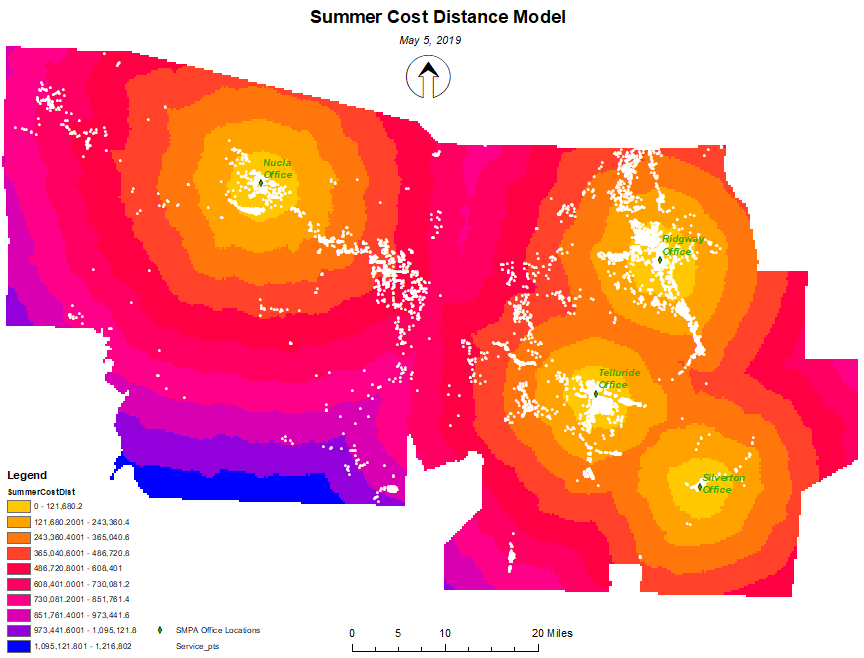 Summer Cost Distance Model
May 5, 2019
Nucla
Office
Ridgway
Office
Telluride
Office
Silverton
Office
Legend
SummerCostDist
0 - 121,680.2
121,680.2001 - 243,360.4
243,360.4001 - 365,040.6
365,040.6001 - 486,720.8
486,720.8001 - 608,401
608,401.0001 - 730,081.2
730,081.2001 - 851,761.4
851,761.4001 - 973,441.6
973,441.6001 - 1,095,121.8
1,095,121.801 - 1,216,802
SMPA Office Locations
Service_pts
0 5 10 20 Miles